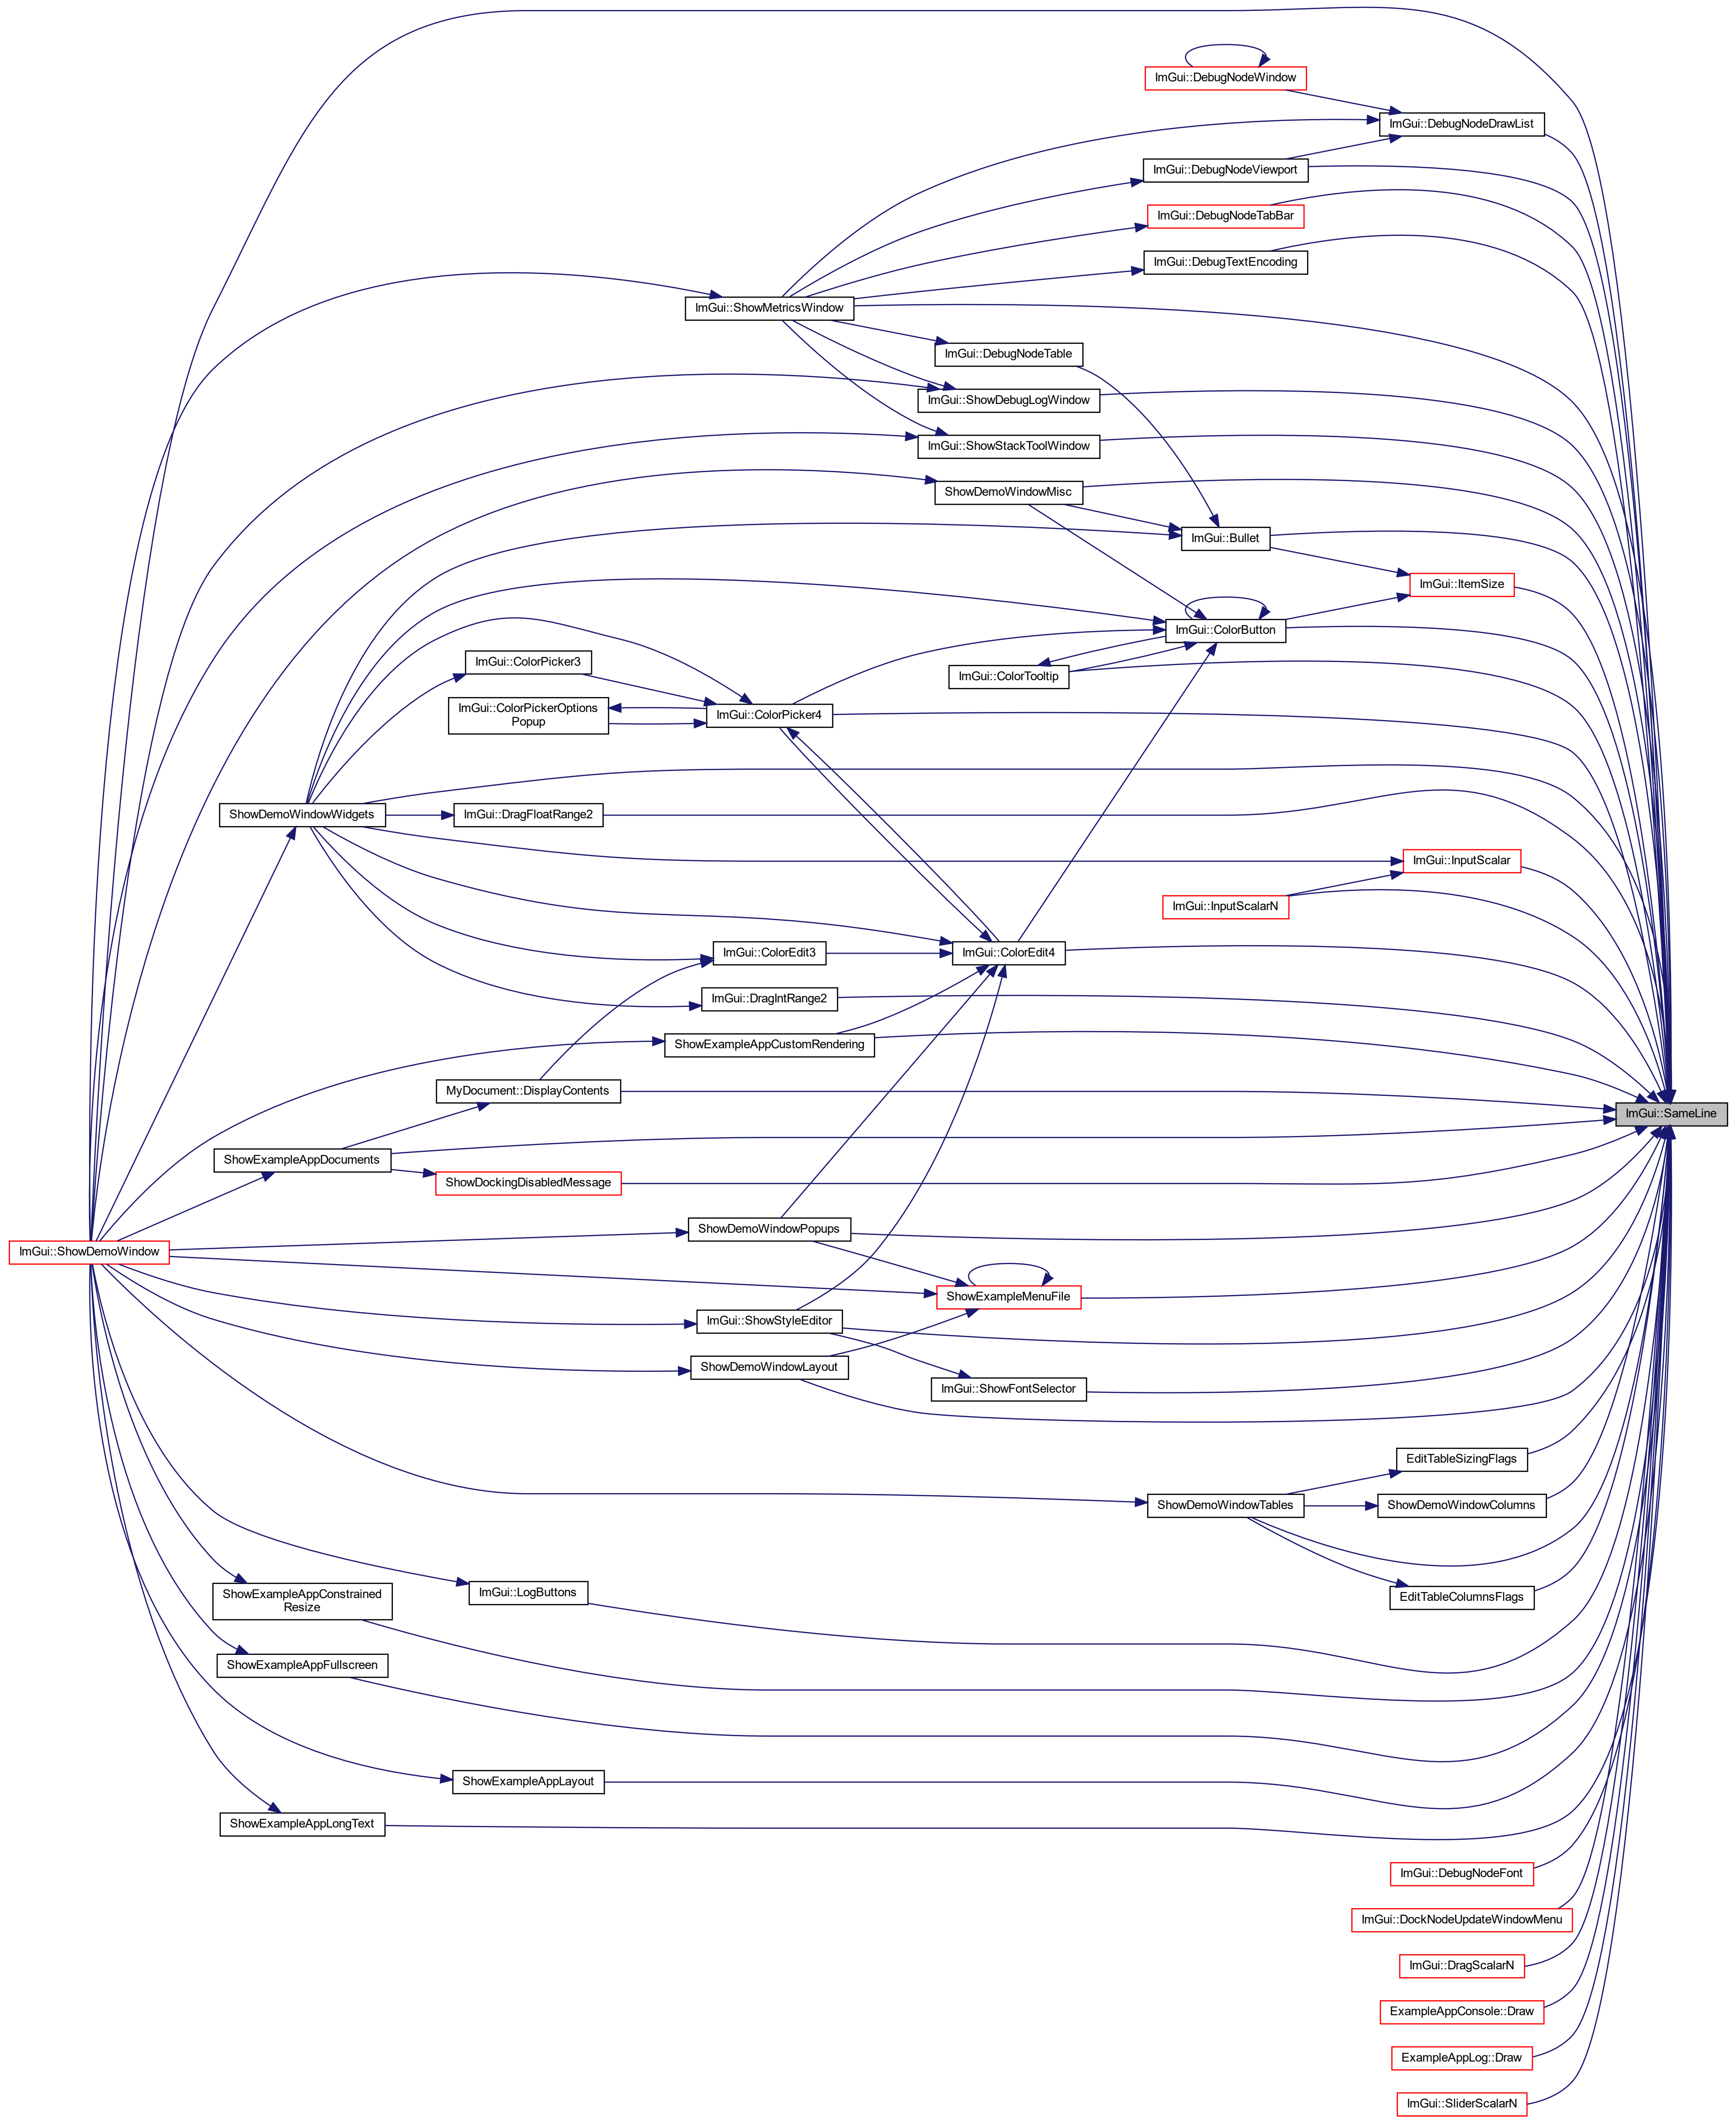 ImGui::DebugNodeWindow
ImGui::DebugNodeDrawList
ImGui::DebugNodeViewport
ImGui::DebugNodeTabBar
ImGui::DebugTextEncoding
ImGui::ShowMetricsWindow
ImGui::DebugNodeTable
ImGui::ShowDebugLogWindow
ImGui::ShowStackToolWindow
ShowDemoWindowMisc
ImGui::Bullet
ImGui::ItemSize
ImGui::ColorButton
ImGui::ColorPicker3
ImGui::ColorTooltip
ImGui::ColorPickerOptions
Popup
ImGui::ColorPicker4
ShowDemoWindowWidgets
ImGui::DragFloatRange2
ImGui::InputScalar
ImGui::InputScalarN
ImGui::ColorEdit3
ImGui::ColorEdit4
ImGui::DragIntRange2
ShowExampleAppCustomRendering
MyDocument::DisplayContents
ImGui::SameLine
ShowExampleAppDocuments
ShowDockingDisabledMessage
ShowDemoWindowPopups
ImGui::ShowDemoWindow
ShowExampleMenuFile
ImGui::ShowStyleEditor
ShowDemoWindowLayout
ImGui::ShowFontSelector
EditTableSizingFlags
ShowDemoWindowTables
ShowDemoWindowColumns
ShowExampleAppConstrained
Resize
ImGui::LogButtons
EditTableColumnsFlags
ShowExampleAppFullscreen
ShowExampleAppLayout
ShowExampleAppLongText
ImGui::DebugNodeFont
ImGui::DockNodeUpdateWindowMenu
ImGui::DragScalarN
ExampleAppConsole::Draw
ExampleAppLog::Draw
ImGui::SliderScalarN